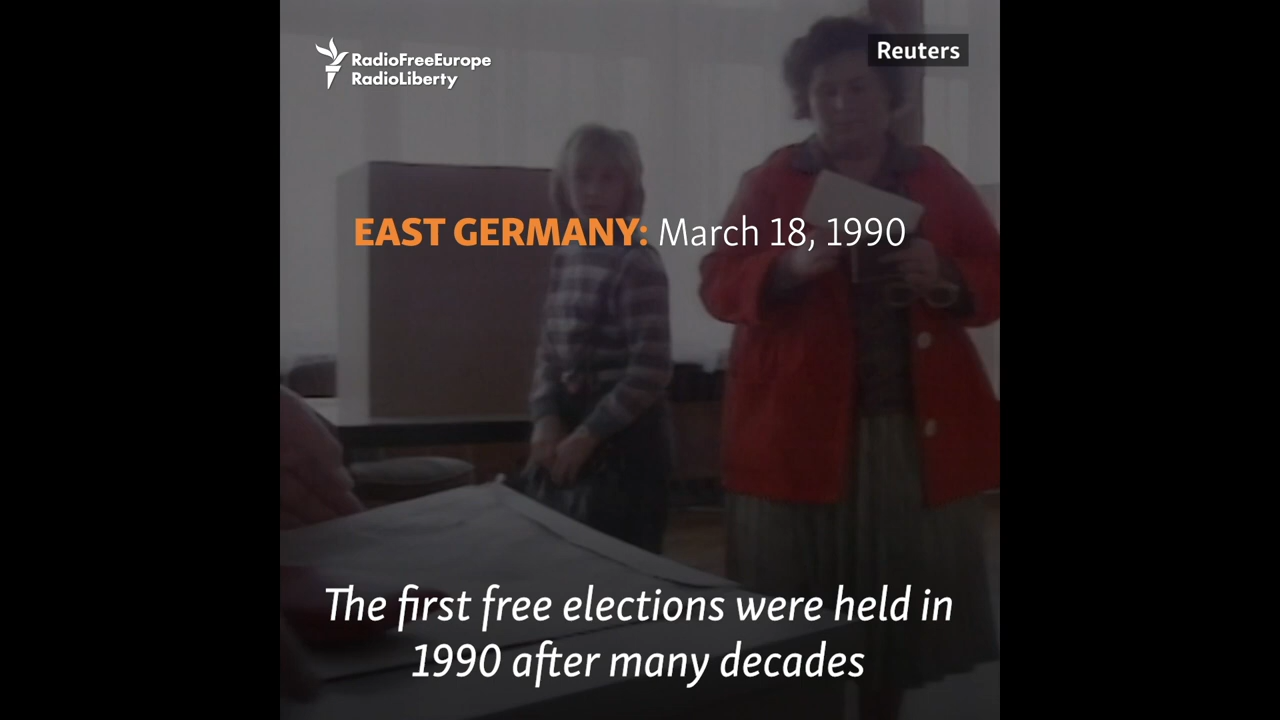 RadioFreeEurope
RadioLiberty
Reuters
EAST GERMANY: March 18, 1990
The first free elections were held in
1990 after many decades